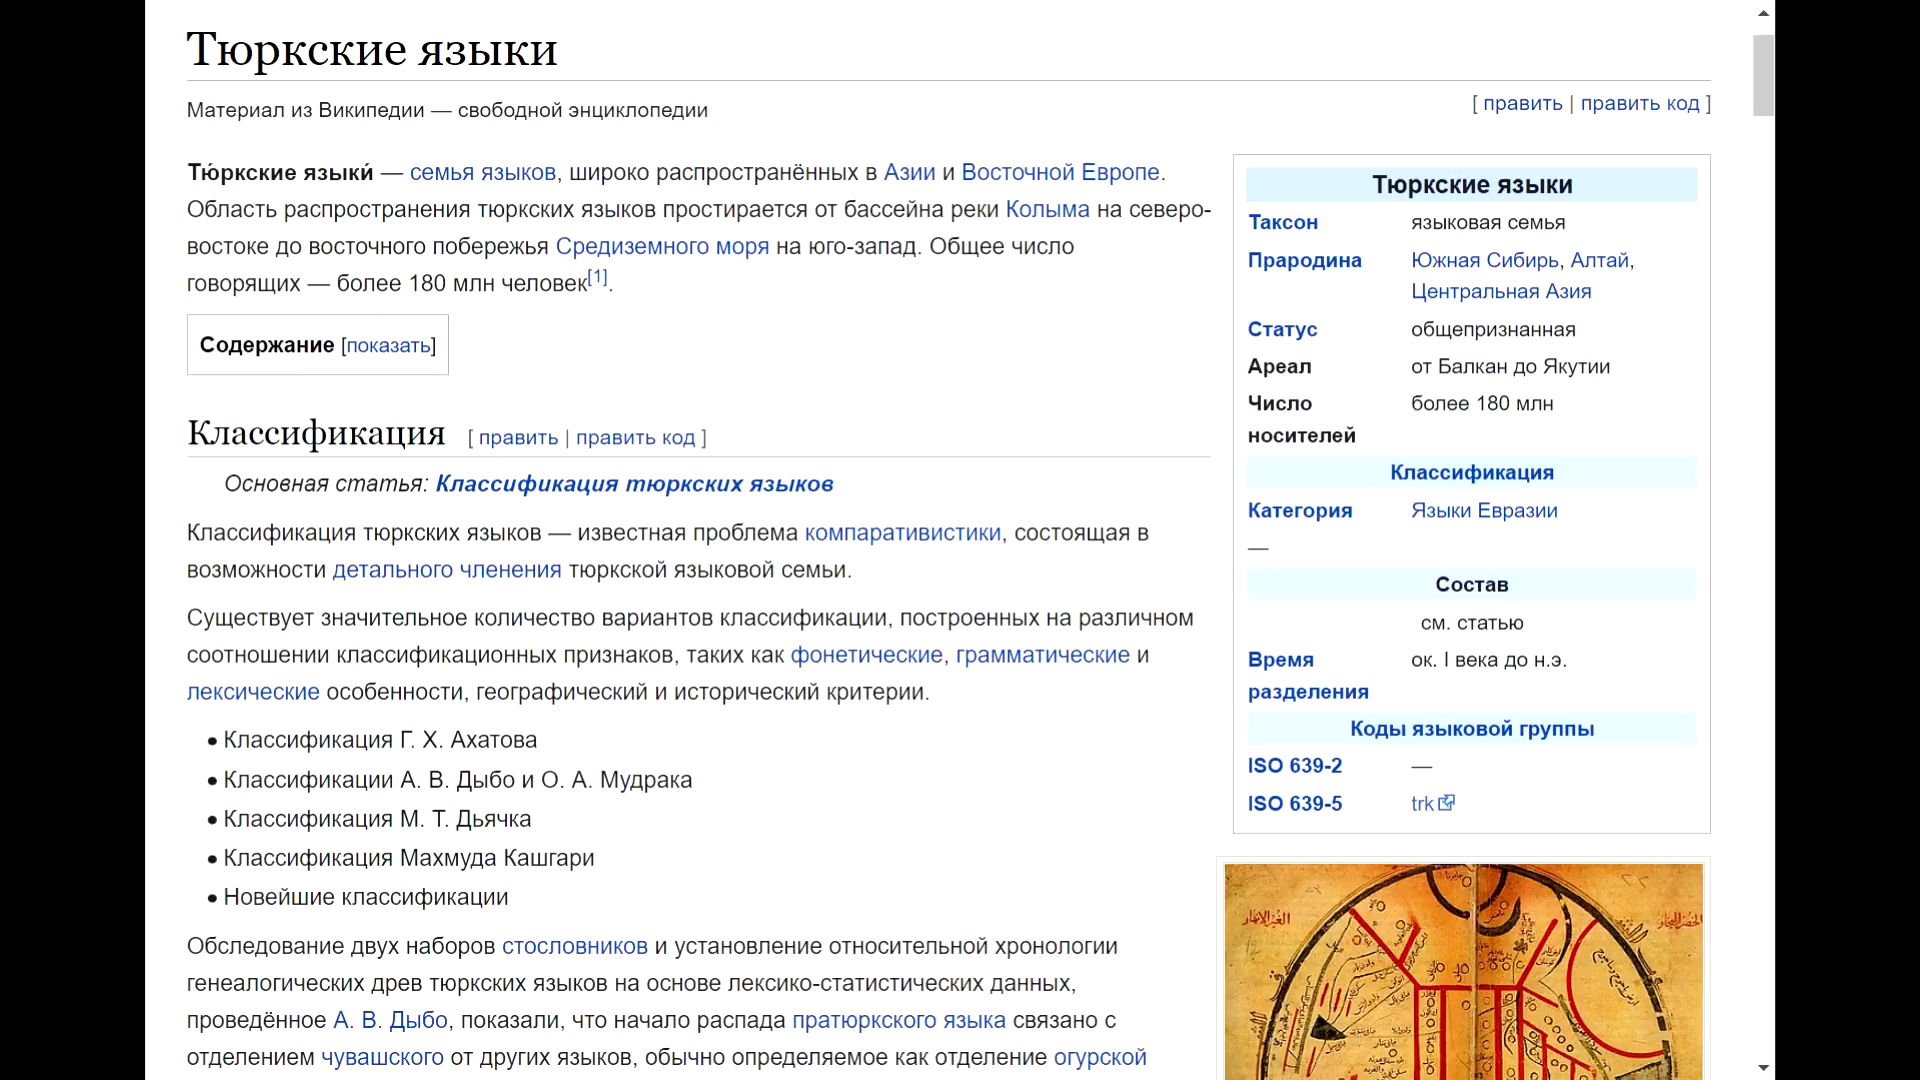 Тюркские языки
Материал из Википедии — свободной энциклопедии
[ править | править код ]
Тю́ркские языки́ — семья языков, широко распространённых в Азии и Восточной Европе.
Область распространения тюркских языков простирается от бассейна реки Колыма на северо-
востоке до восточного побережья Средиземного моря на юго-запад. Общее число
говорящих — более 180 млн человек[1].
Содержание [показать]
Классификация [ править | править код ]
Основная статья: Классификация тюркских языков
Классификация тюркских языков — известная проблема компаративистики, состоящая в
возможности детального членения тюркской языковой семьи.
Существует значительное количество вариантов классификации, построенных на различном
соотношении классификационных признаков, таких как фонетические, грамматические и
лексические особенности, географический и исторический критерии.
• Классификация Г. Х. Ахатова
• Классификации А. В. Дыбо и О. А. Мудрака
• Классификация М. Т. Дьячка
• Классификация Махмуда Кашгари
• Новейшие классификации
Обследование двух наборов стословников и установление относительной хронологии
генеалогических древ тюркских языков на основе лексико-статистических данных,
проведённое А. В. Дыбо, показали, что начало распада пратюркского языка связано с
отделением чувашского от других языков, обычно определяемое как отделение огурской
Тюркские языки
Таксон языковая семья
Прародина Южная Сибирь, Алтай,
Центральная Азия
Статус общепризнанная
Ареал от Балкан до Якутии
Число более 180 млн
носителей
Классификация
Категория Языки Евразии
—
Состав
см. статью
Время ок. I века до н.э.
разделения
Коды языковой группы
ISO 639-2 —
ISO 639-5 trk